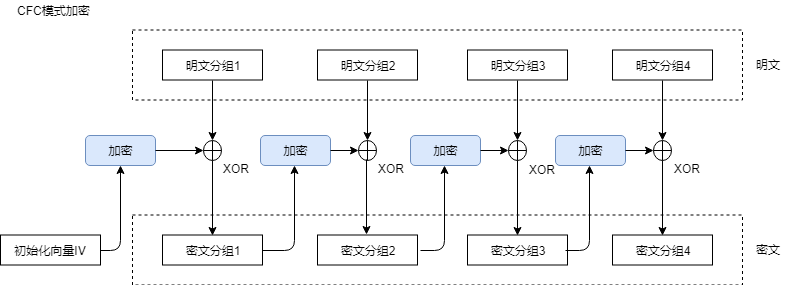 CFC模式加密
明文分组1 明文分组2 明文分组3 明文分组4 明文
加密 加密 加密 加密
XOR XOR XOR XOR
初始化向量IV 密文分组1 密文分组2 密文分组3 密文分组4 密文